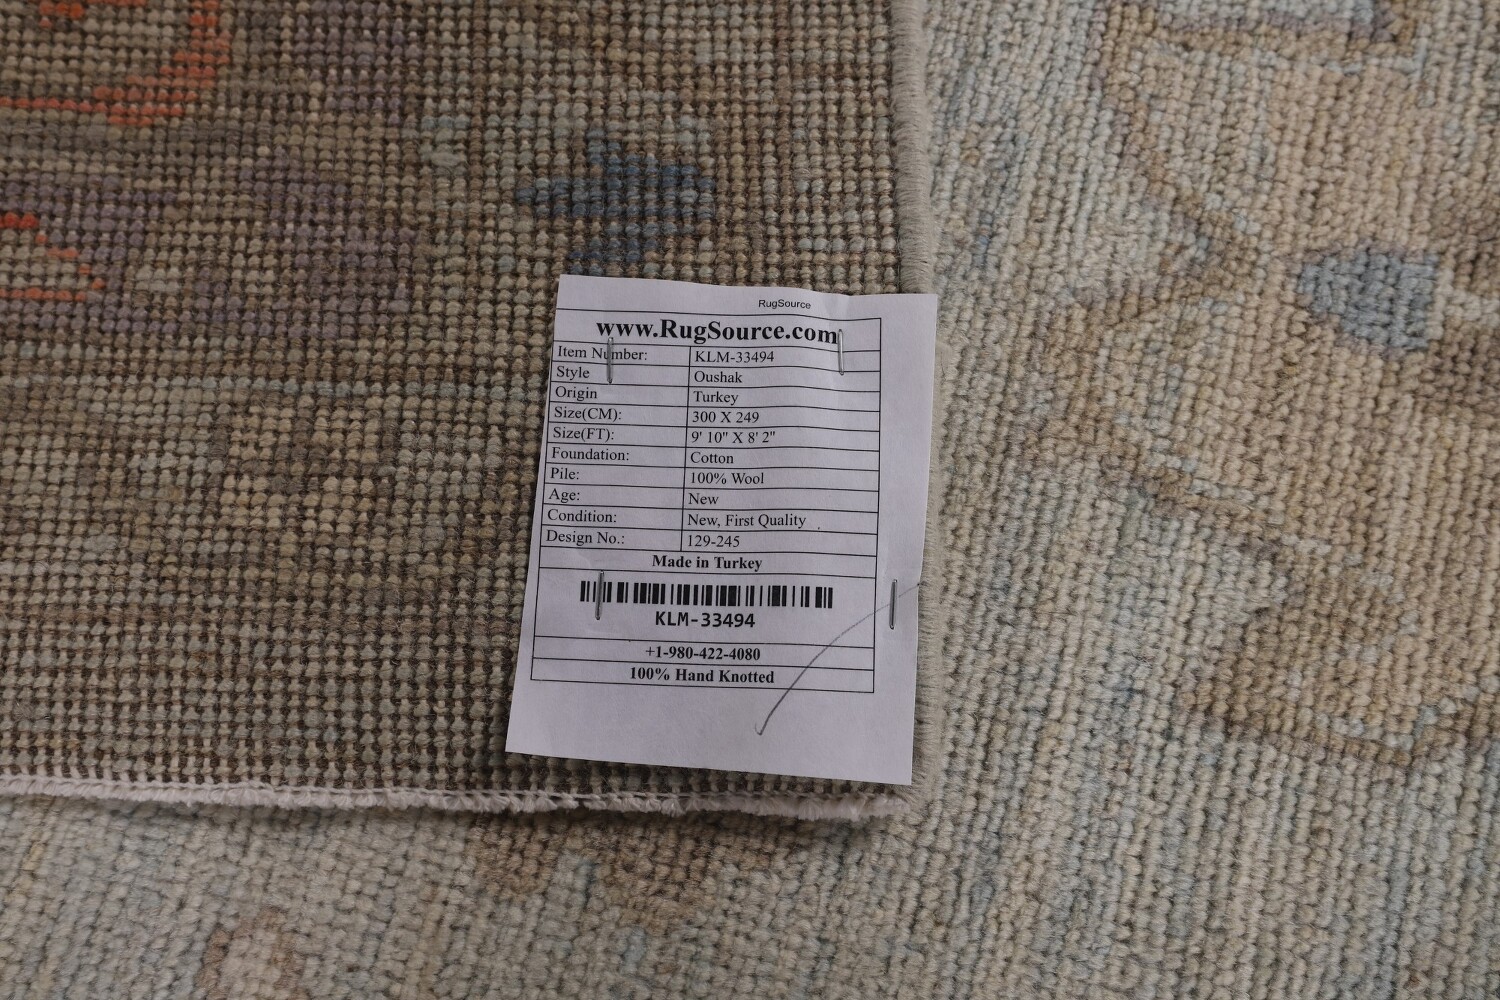 RugSource
www.RugSource.com
Item Number: KLM-33494
Style Oushak
Origin Turkey
Size(CM): 300 X 249
Size(FT): 9' 10" X 8' 2"
Foundation: Cotton
Pile: 100% Wool
Age: New
Condition: New, First Quality
Design No.: 129-245
Made in Turkey
KLM-33494
+1-980-422-4080
100% Hand Knotted